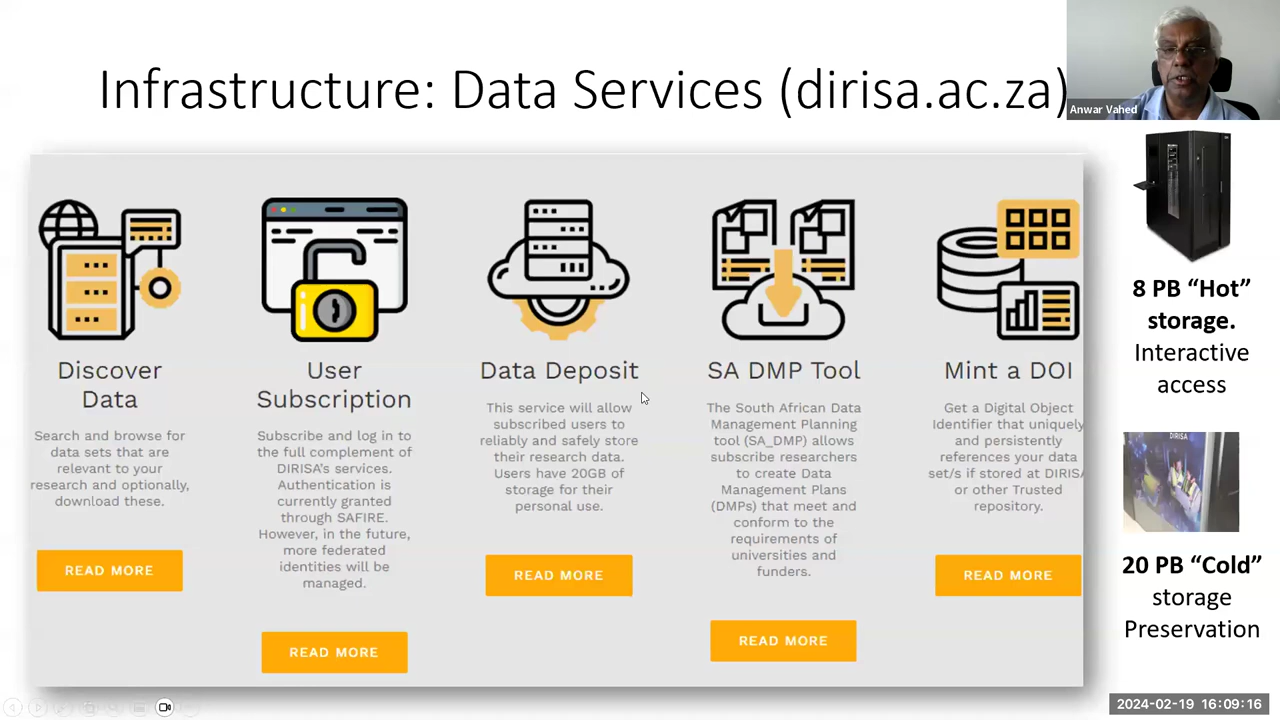 Infrastructure: Data Services (dirisa.ac.za)
Anwar Vahed
Discover
Data
Search and browse for
data sets that are
relevant to your
research and optionally,
download these.
READ MORE
User
Subscription
Subscribe and log in to
the full complement of
DIRISA's services.
Authentication is
currently granted
through SAFIRE.
However, in the future,
more federated
identities will be
managed.
READ MORE
Data Deposit
This service will allow
subscribed users to
reliably and safely store
their research data.
Users have 20GB of
storage for their
personal use.
READ MORE
SA DMP Tool
The South African Data
Management Planning
tool (SA_DMP) allows
subscribe researchers
to create Data
Management Plans
(DMPs) that meet and
conform to the
requirements of
universities and
funders.
READ MORE
Mint a DOI
Get a Digital Object
Identifier that uniquely
and persistently
references your data
set/s if stored at DIRISA
or other Trusted
repository.
READ MORE
8 PB “Hot”
storage.
Interactive
access
DIRISA
20 PB “Cold”
storage
Preservation
2024-02-19 16:09:16